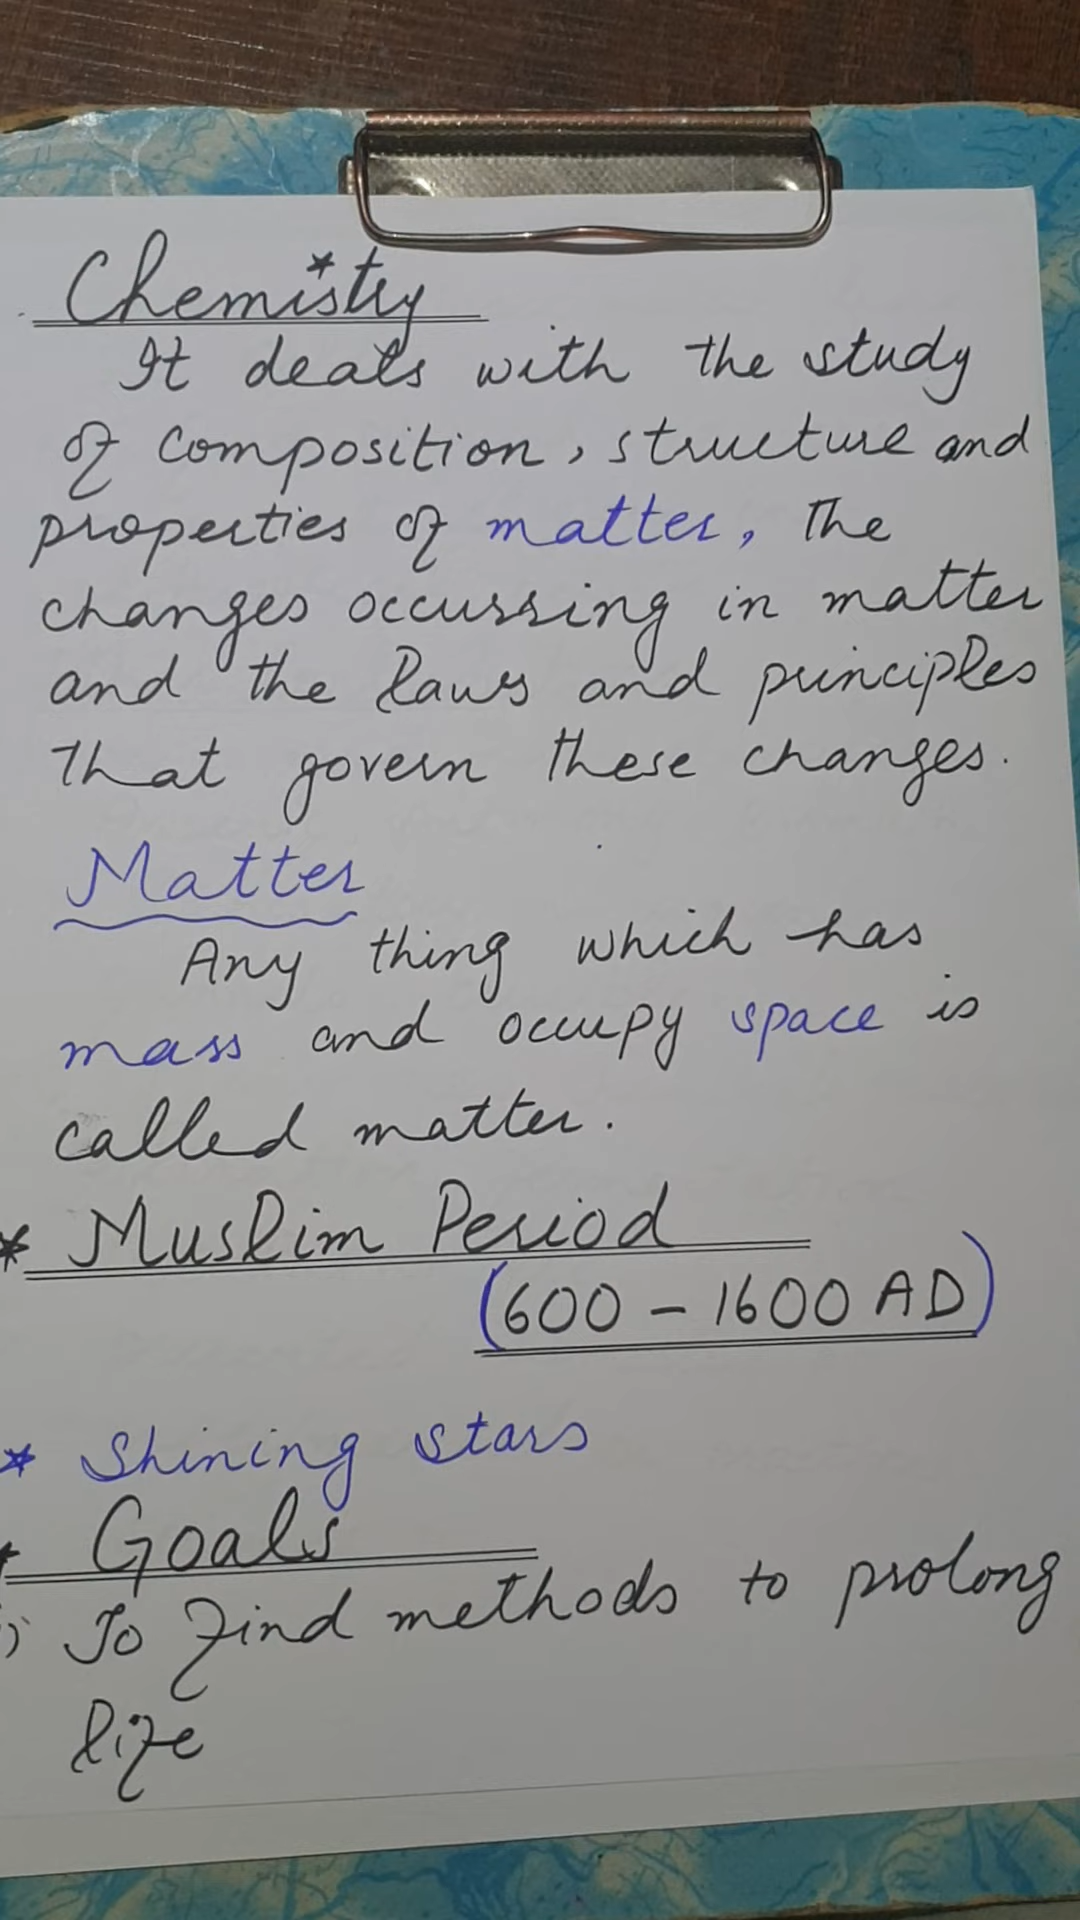 Chemistry
It deals with the study
of composition, structure and
properties of matter, the
changes occurring in matter
and the laws and principles
that govern these changes.
Matter
Any thing which has
mass and occupy space is
called matter.
* Muslim Period
(600 - 1600 AD)
* Shining stars
* Goals
i) To find methods to prolong
life